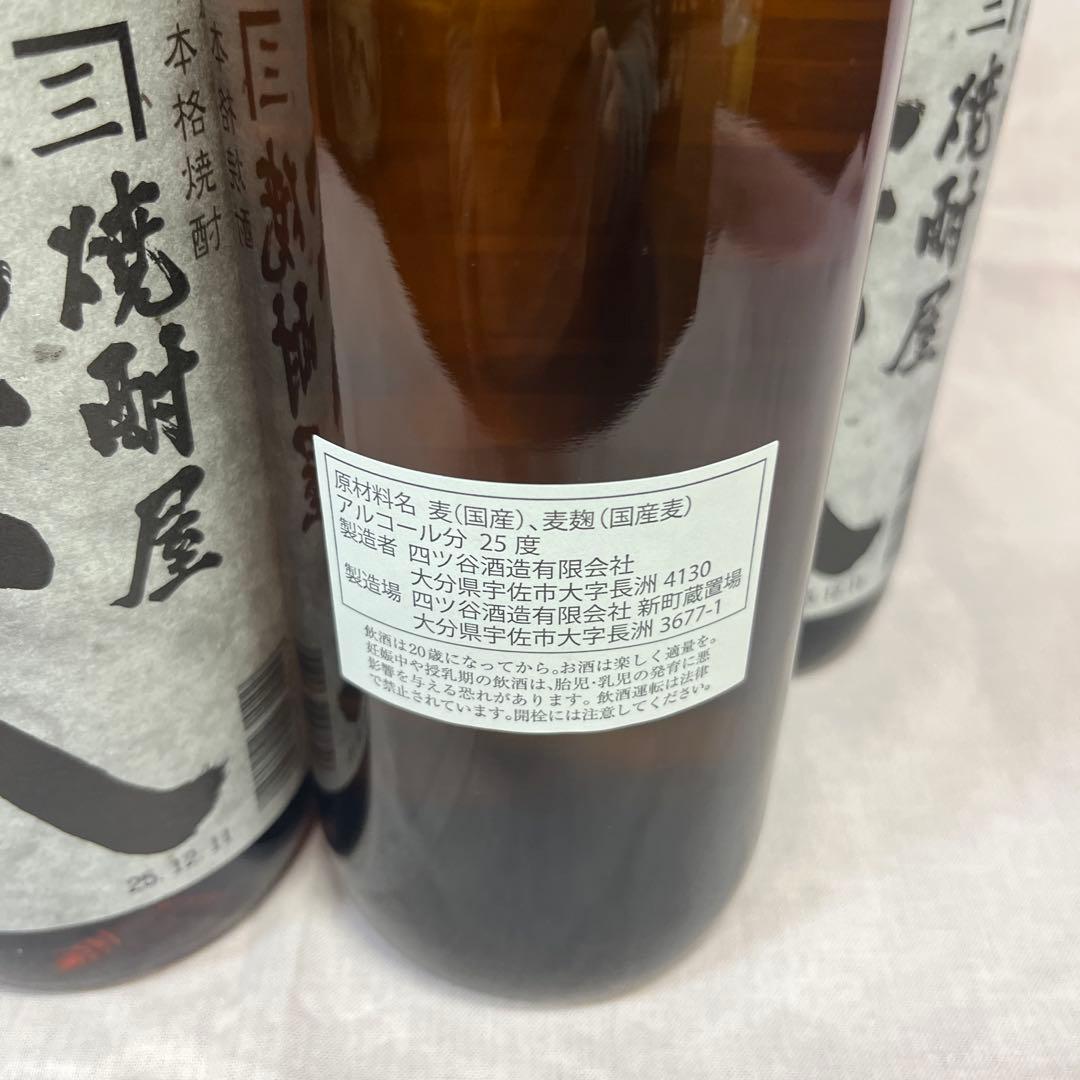 三
本格焼酎
焼酎屋
25.12.11
原材料名 麦(国産)、麦麹(国産麦)
アルコール分 25度
製造者 四ツ谷酒造有限会社
大分県宇佐市大字長洲 4130
製造場 四ツ谷酒造有限会社 新町蔵置場
大分県宇佐市大字長洲 3677-1
飲酒は20歳になってから。お酒は楽しく適量を。
妊娠中や授乳期の飲酒は、胎児・乳児の発育に悪
影響を与える恐れがあります。飲酒運転は法律
で禁止されています。開栓には注意してください。
三
焼酎屋